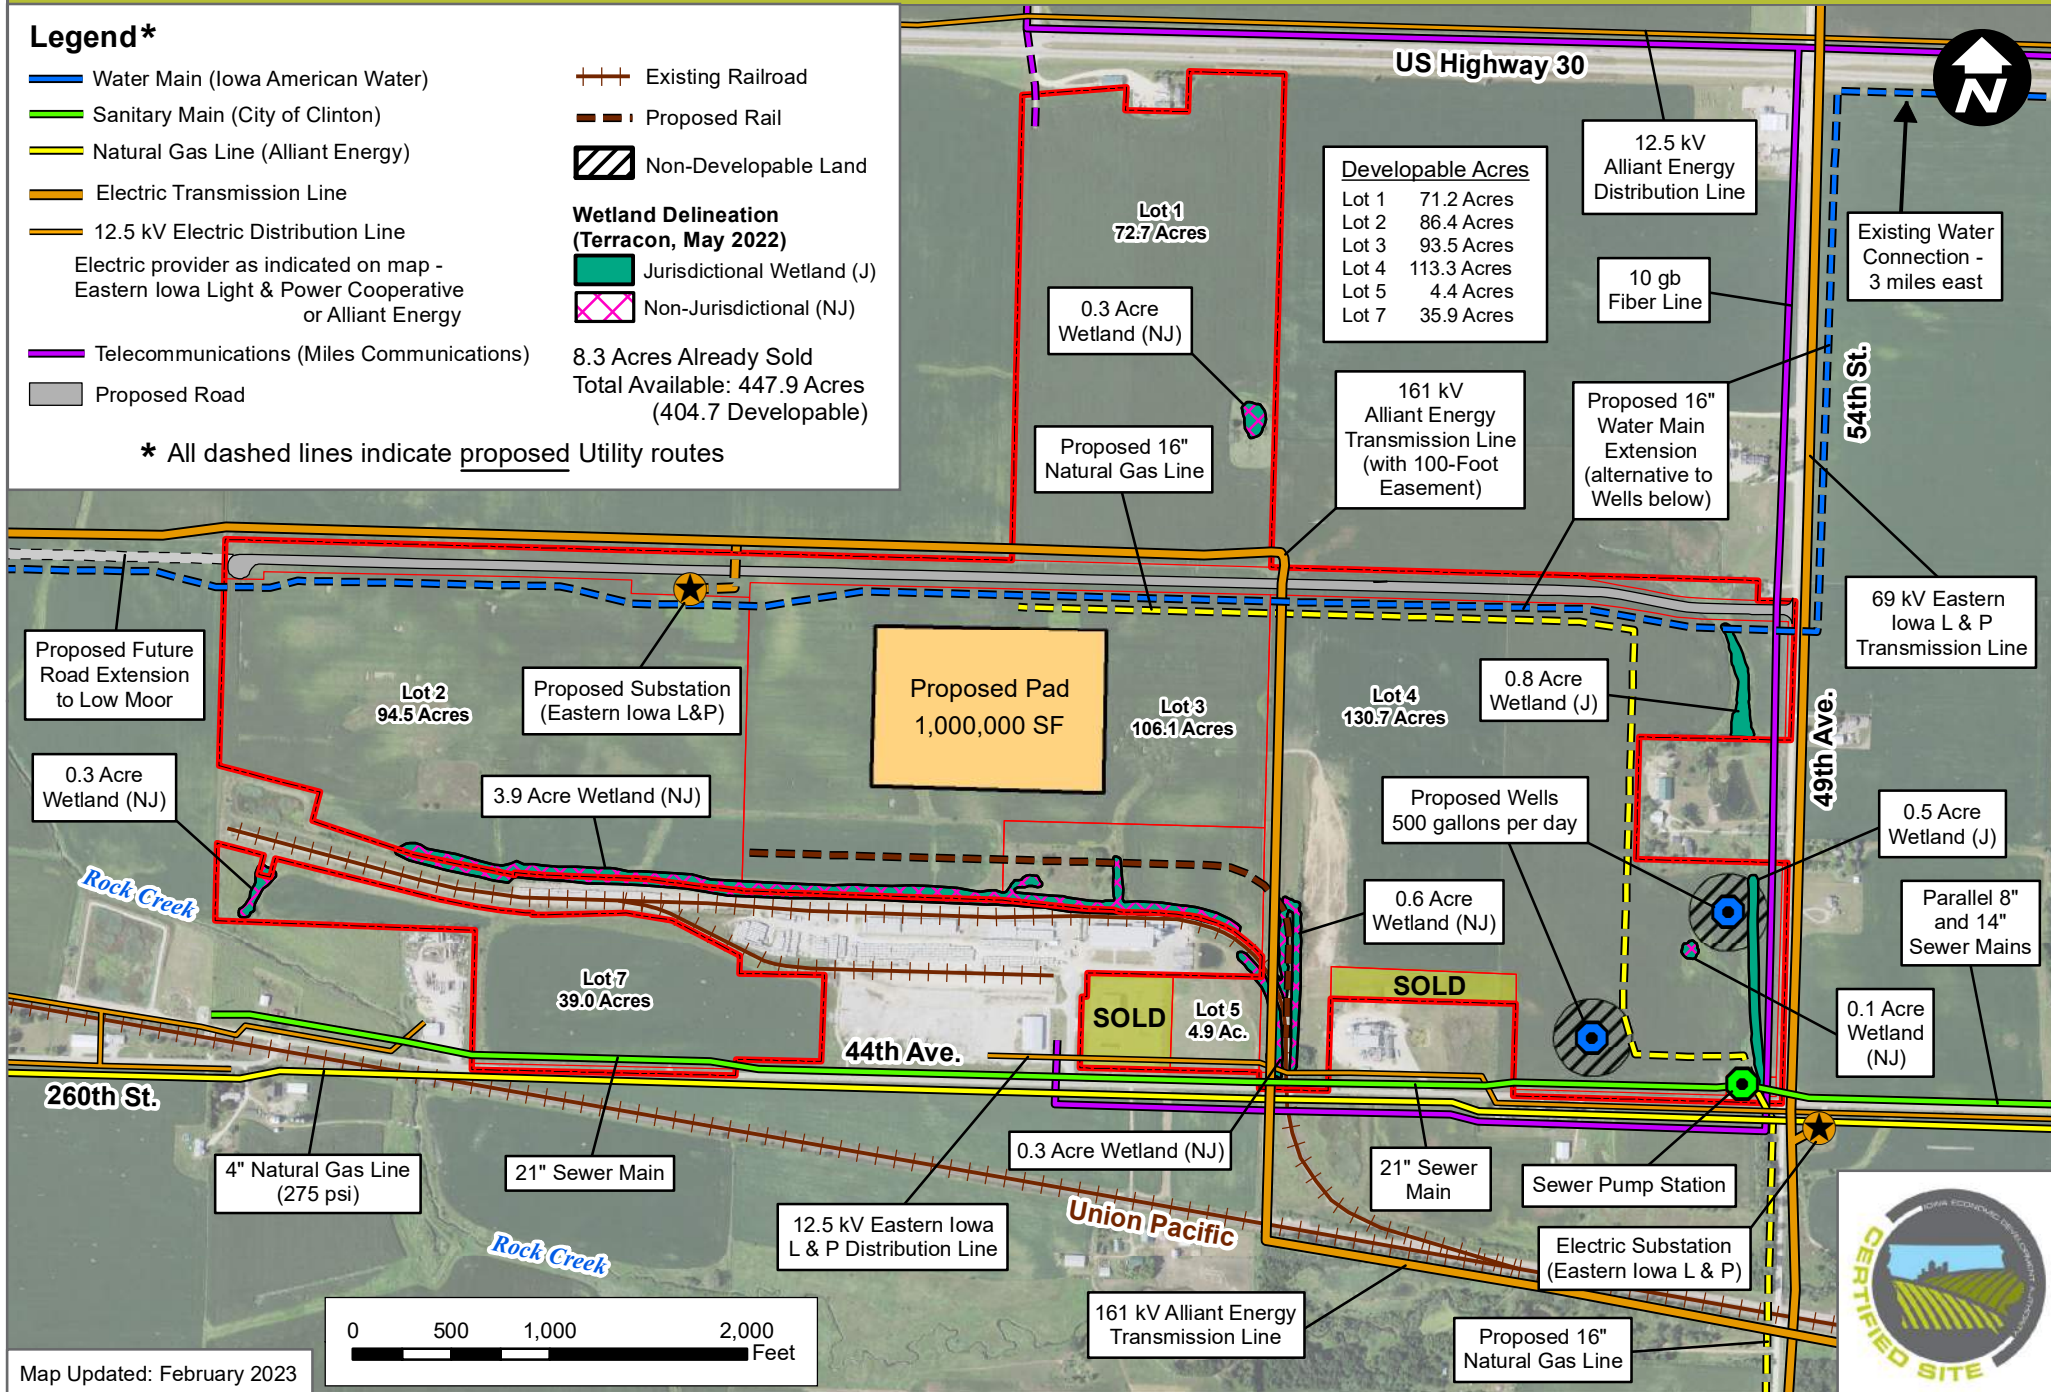 Legend*
Water Main (Iowa American Water)
Sanitary Main (City of Clinton)
Natural Gas Line (Alliant Energy)
Electric Transmission Line
12.5 kV Electric Distribution Line
Electric provider as indicated on map -
Eastern Iowa Light & Power Cooperative
or Alliant Energy
Telecommunications (Miles Communications)
Proposed Road
Existing Railroad
Proposed Rail
Non-Developable Land
Wetland Delineation
(Terracon, May 2022)
Jurisdictional Wetland (J)
Non-Jurisdictional (NJ)
8.3 Acres Already Sold
Total Available: 447.9 Acres
(404.7 Developable)
* All dashed lines indicate proposed Utility routes
US Highway 30
N
12.5 kV
Alliant Energy
Distribution Line
Developable Acres
Lot 1 71.2 Acres
Lot 2 86.4 Acres
Lot 3 93.5 Acres
Lot 4 113.3 Acres
Lot 5 4.4 Acres
Lot 7 35.9 Acres
Lot 1
72.7 Acres
Existing Water
Connection -
3 miles east
10 gb
Fiber Line
0.3 Acre
Wetland (NJ)
54th St.
161 kV
Alliant Energy
Transmission Line
(with 100-Foot
Easement)
Proposed 16"
Water Main
Extension
(alternative to
Wells below)
Proposed 16"
Natural Gas Line
69 kV Eastern
Iowa L & P
Transmission Line
Proposed Future
Road Extension
to Low Moor
Lot 2
94.5 Acres
Proposed Substation
(Eastern Iowa L&P)
Proposed Pad
1,000,000 SF
Lot 3
106.1 Acres
Lot 4
130.7 Acres
0.8 Acre
Wetland (J)
49th Ave.
0.3 Acre
Wetland (NJ)
3.9 Acre Wetland (NJ)
Proposed Wells
500 gallons per day
0.5 Acre
Wetland (J)
Rock Creek
0.6 Acre
Wetland (NJ)
Parallel 8"
and 14"
Sewer Mains
Lot 7
39.0 Acres
SOLD
Lot 5
4.9 Ac.
SOLD
0.1 Acre
Wetland
(NJ)
44th Ave.
260th St.
4" Natural Gas Line
(275 psi)
21" Sewer Main
0.3 Acre Wetland (NJ)
21" Sewer
Main
Sewer Pump Station
12.5 kV Eastern Iowa
L & P Distribution Line
Union Pacific
Rock Creek
Electric Substation
(Eastern Iowa L & P)
161 kV Alliant Energy
Transmission Line
Proposed 16"
Natural Gas Line
0 500 1,000 2,000
Feet
Map Updated: February 2023
IOWA ECONOMIC DEVELOPMENT AUTHORITY
CERTIFIED SITE